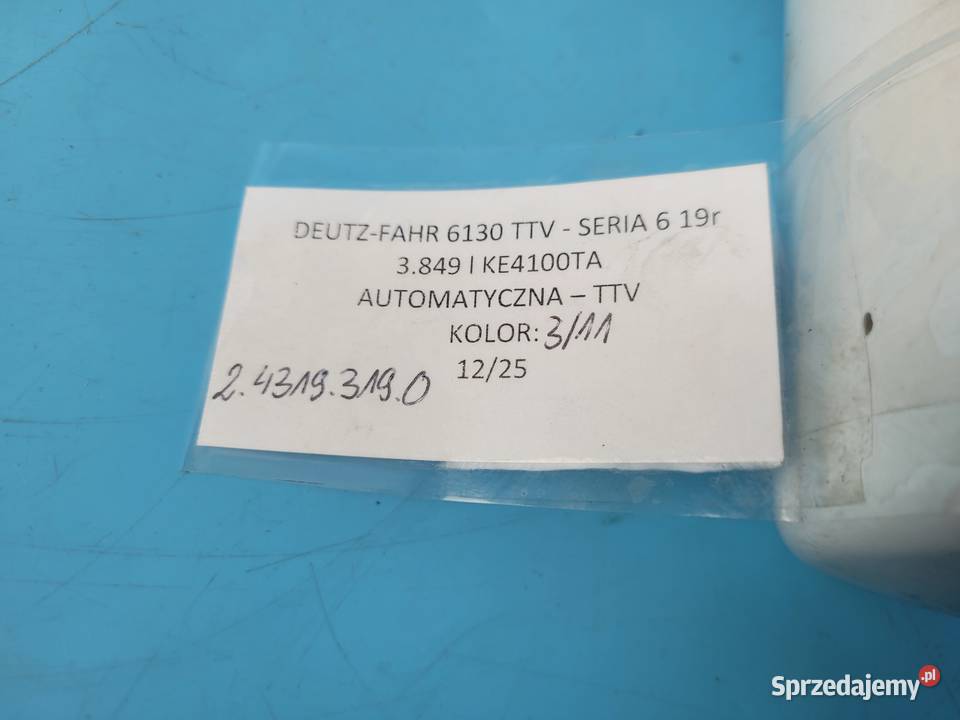 DEUTZ-FAHR 6130 TTV - SERIA 6 19r
3.849 l KE4100TA
AUTOMATYCZNA – TTV
KOLOR: 3/11
12/25
2.4319.319.0
Sprzedajemy.pl